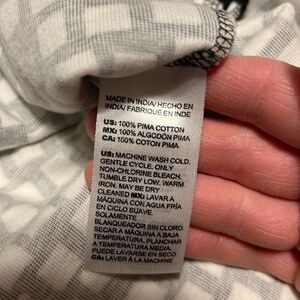 MADE IN INDIA/ HECHO EN
INDIA/ FABRIQUÉ EN INDE
US: 100% PIMA COTTON
MX: 100% ALGODÓN PIMA
CA: 100% COTON PIMA
US: MACHINE WASH COLD,
GENTLE CYCLE. ONLY
NON-CHLORINE BLEACH.
TUMBLE DRY LOW. WARM
IRON. MAY BE DRY
CLEANED MX: LAVAR A
MÁQUINA CON AGUA FRÍA
EN CICLO SUAVE.
SOLAMENTE
BLANQUEADOR SIN CLORO.
SECAR A MÁQUINA A BAJA
TEMPERATURA. PLANCHAR
A TEMPERATURA MEDIA.
PUEDE LAVARSE EN SECO
CA: LAVER À LA MACHINE